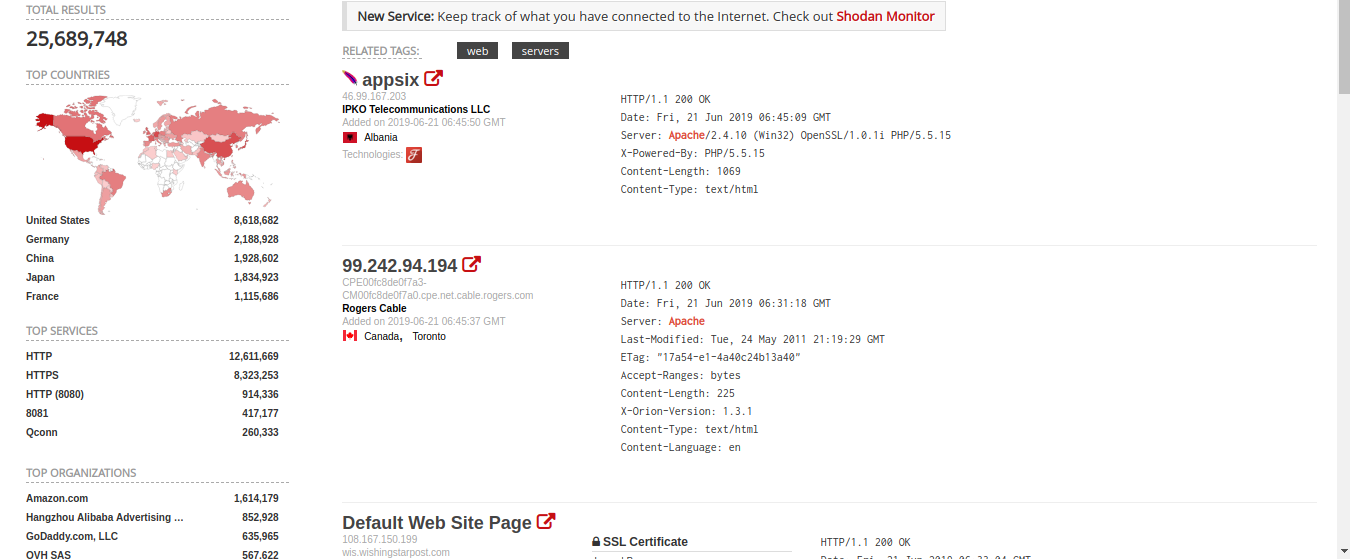 TOTAL RESULTS
25,689,748
TOP COUNTRIES
United States 8,618,682
Germany 2,188,928
China 1,928,602
Japan 1,834,923
France 1,115,686
TOP SERVICES
HTTP 12,611,669
HTTPS 8,323,253
HTTP (8080) 914,336
8081 417,177
Qconn 260,333
TOP ORGANIZATIONS
Amazon.com 1,614,179
Hangzhou Alibaba Advertising ... 852,928
GoDaddy.com, LLC 635,965
OVH SAS 567,622
New Service: Keep track of what you have connected to the Internet. Check out Shodan Monitor
RELATED TAGS: web servers
appsix
46.99.167.203
IPKO Telecommunications LLC
Added on 2019-06-21 06:45:50 GMT
Albania
Technologies:
HTTP/1.1 200 OK
Date: Fri, 21 Jun 2019 06:45:09 GMT
Server: Apache/2.4.10 (Win32) OpenSSL/1.0.1i PHP/5.5.15
X-Powered-By: PHP/5.5.15
Content-Length: 1069
Content-Type: text/html
99.242.94.194
CPE00fc8de0f7a3-
CM00fc8de0f7a0.cpe.net.cable.rogers.com
Rogers Cable
Added on 2019-06-21 06:45:37 GMT
Canada, Toronto
HTTP/1.1 200 OK
Date: Fri, 21 Jun 2019 06:31:18 GMT
Server: Apache
Last-Modified: Tue, 24 May 2011 21:19:29 GMT
ETag: "17a54-e1-4a40c24b13a40"
Accept-Ranges: bytes
Content-Length: 225
X-Orion-Version: 1.3.1
Content-Type: text/html
Content-Language: en
Default Web Site Page
108.167.150.199
wis.wishingstarpost.com
SSL Certificate
HTTP/1.1 200 OK